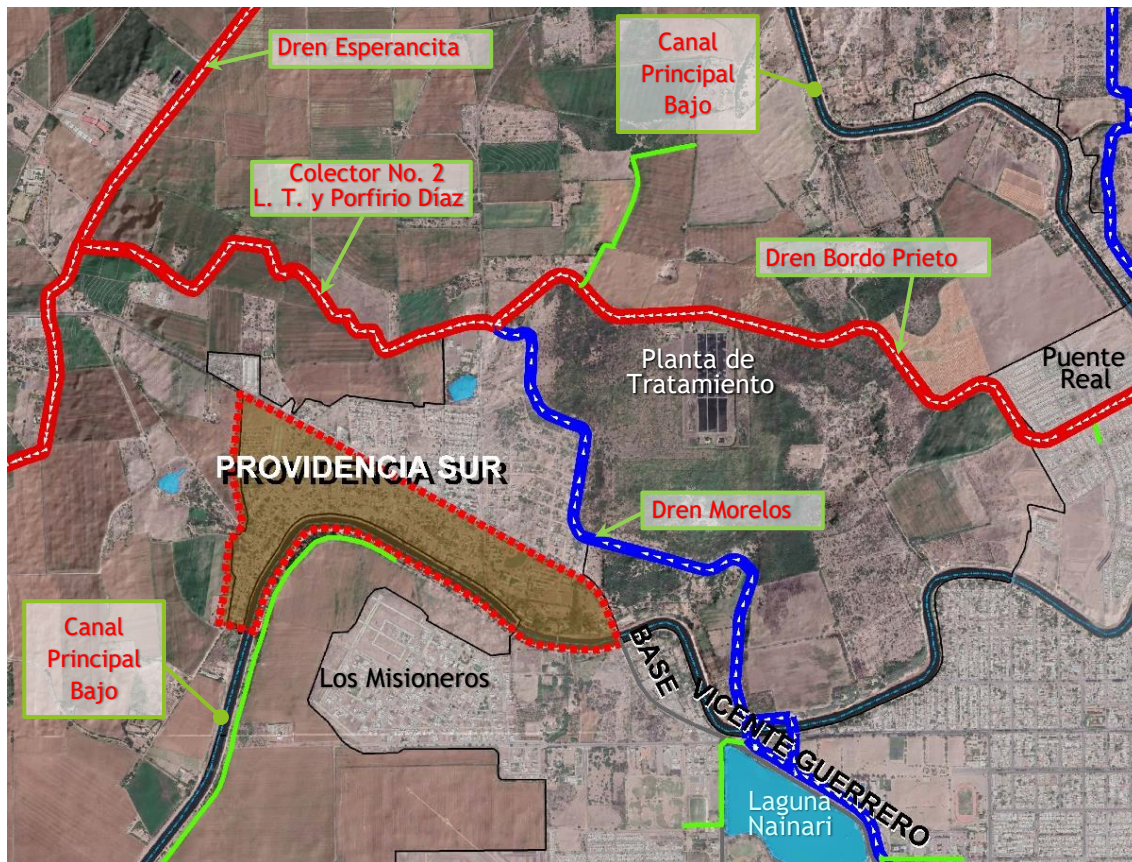 Dren Esperancita
Canal
Principal
Bajo
Colector No. 2
L. T. y Porfirio Díaz
Dren Bordo Prieto
Planta de
Tratamiento
Puente
Real
PROVIDENCIA SUR
Dren Morelos
Canal
Principal
Bajo
Los Misioneros
BASE
VICENTE GUERRERO
Laguna
Nainari